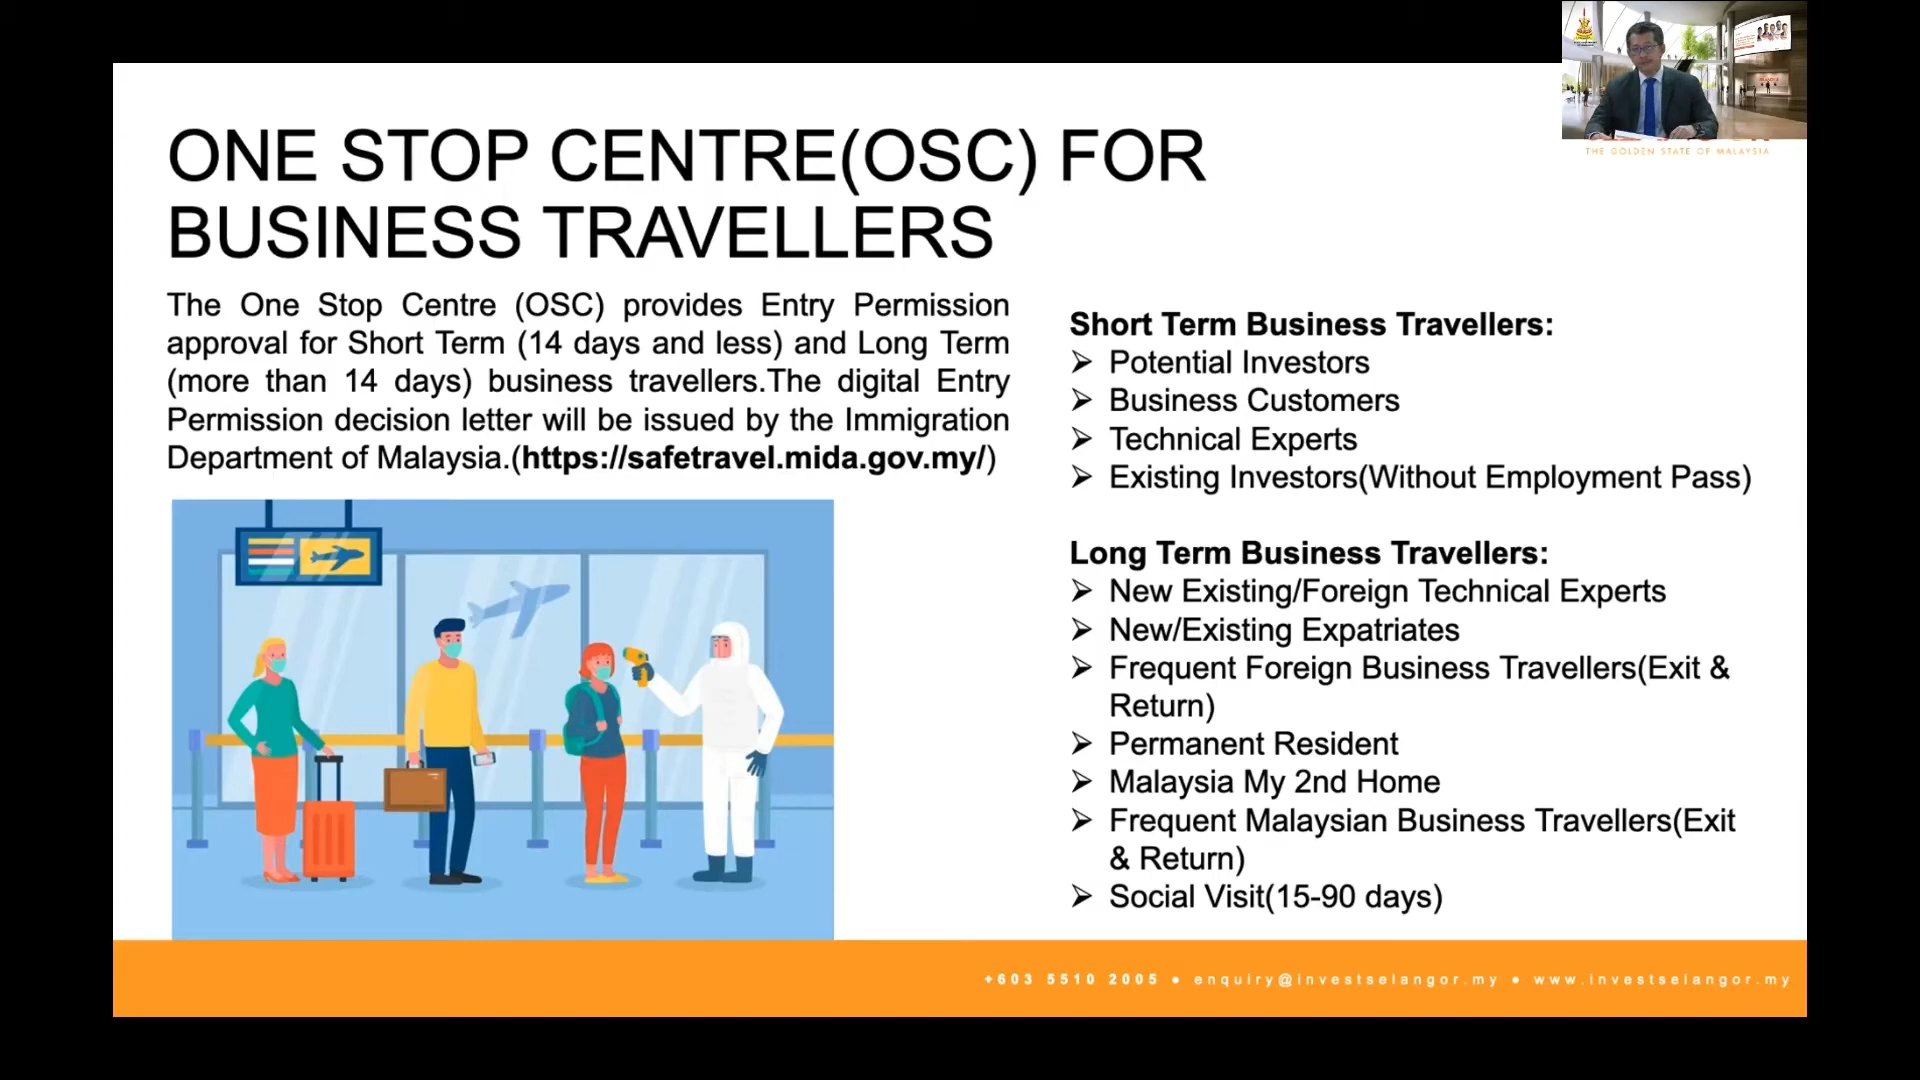 ONE STOP CENTRE(OSC) FOR
BUSINESS TRAVELLERS
The One Stop Centre (OSC) provides Entry Permission
approval for Short Term (14 days and less) and Long Term
(more than 14 days) business travellers.The digital Entry
Permission decision letter will be issued by the Immigration
Department of Malaysia.(https://safetravel.mida.gov.my/)
THE GOLDEN STATE OF MALAYSIA
Short Term Business Travellers:
➢ Potential Investors
➢ Business Customers
➢ Technical Experts
➢ Existing Investors(Without Employment Pass)
Long Term Business Travellers:
➢ New Existing/Foreign Technical Experts
➢ New/Existing Expatriates
➢ Frequent Foreign Business Travellers(Exit &
Return)
➢ Permanent Resident
➢ Malaysia My 2nd Home
➢ Frequent Malaysian Business Travellers(Exit
& Return)
➢ Social Visit(15-90 days)
+603 5510 2005 ● enquiry@investselangor.my ● www.investselangor.my